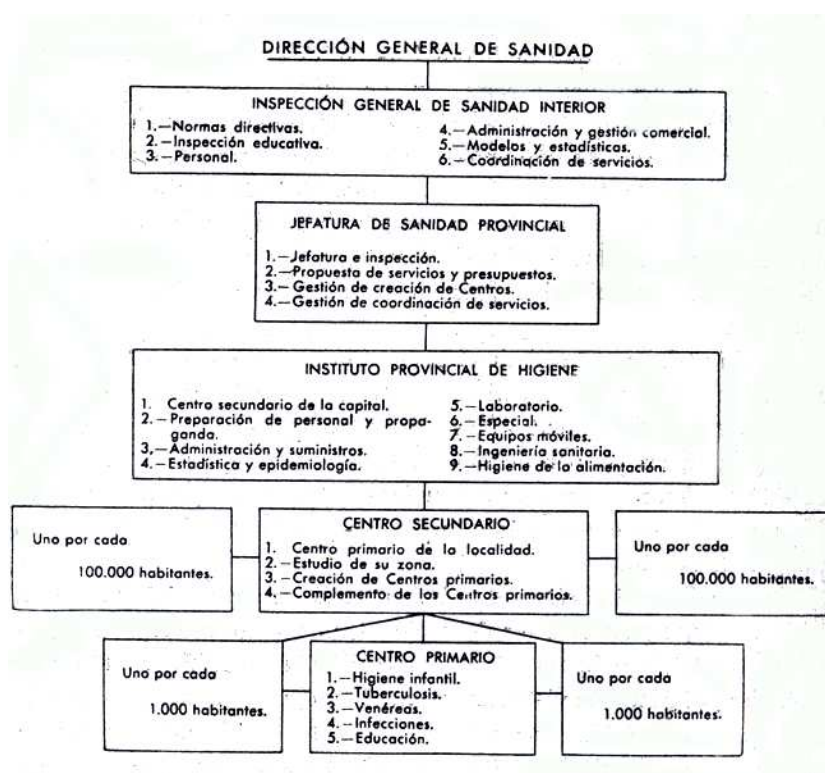 DIRECCIÓN GENERAL DE SANIDAD
INSPECCIÓN GENERAL DE SANIDAD INTERIOR
1.—Normas directivas.
2.—Inspección educativa.
3.—Personal.
4.—Administración y gestión comercial.
5.—Modelos y estadísticas.
6.—Coordinación de servicios.
JEFATURA DE SANIDAD PROVINCIAL
1.—Jefatura e inspección.
2.—Propuesta de servicios y presupuestos.
3.—Gestión de creación de Centros.
4.—Gestión de coordinación de servicios.
INSTITUTO PROVINCIAL DE HIGIENE
1. Centro secundario de la capital.
2.—Preparación de personal y propa-
ganda.
3.—Administración y suministros.
4.—Estadística y epidemiología.
5.—Laboratorio.
6.—Especial.
7.—Equipos móviles.
8.—Ingeniería sanitaria.
9.—Higiene de la alimentación.
Uno por cada
100.000 habitantes.
CENTRO SECUNDARIO
1. Centro primario de la localidad.
2.—Estudio de su zona.
3.—Creación de Centros primarios.
4.—Complemento de los Centros primarios.
Uno por cada
100.000 habitantes.
Uno por cada
1.000 habitantes.
CENTRO PRIMARIO
1.—Higiene infantil.
2.—Tuberculosis.
3.—Venéreas.
4.—Infecciones.
5.—Educación.
Uno por cada
1.000 habitantes.